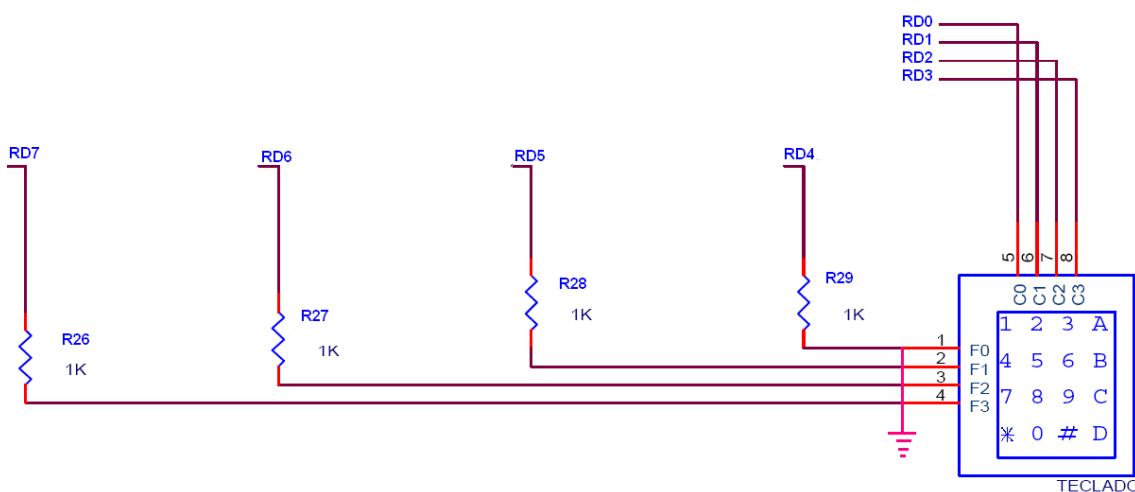 RD0
RD1
RD2
RD3
RD7
RD6
RD5
RD4
5 6 7 8
C0 C1 C2 C3
R26
1K
R27
1K
R28
1K
R29
1K
1
2
3
4
F0
F1
F2
F3
1 2 3 A
4 5 6 B
7 8 9 C
* 0 # D
TECLADO